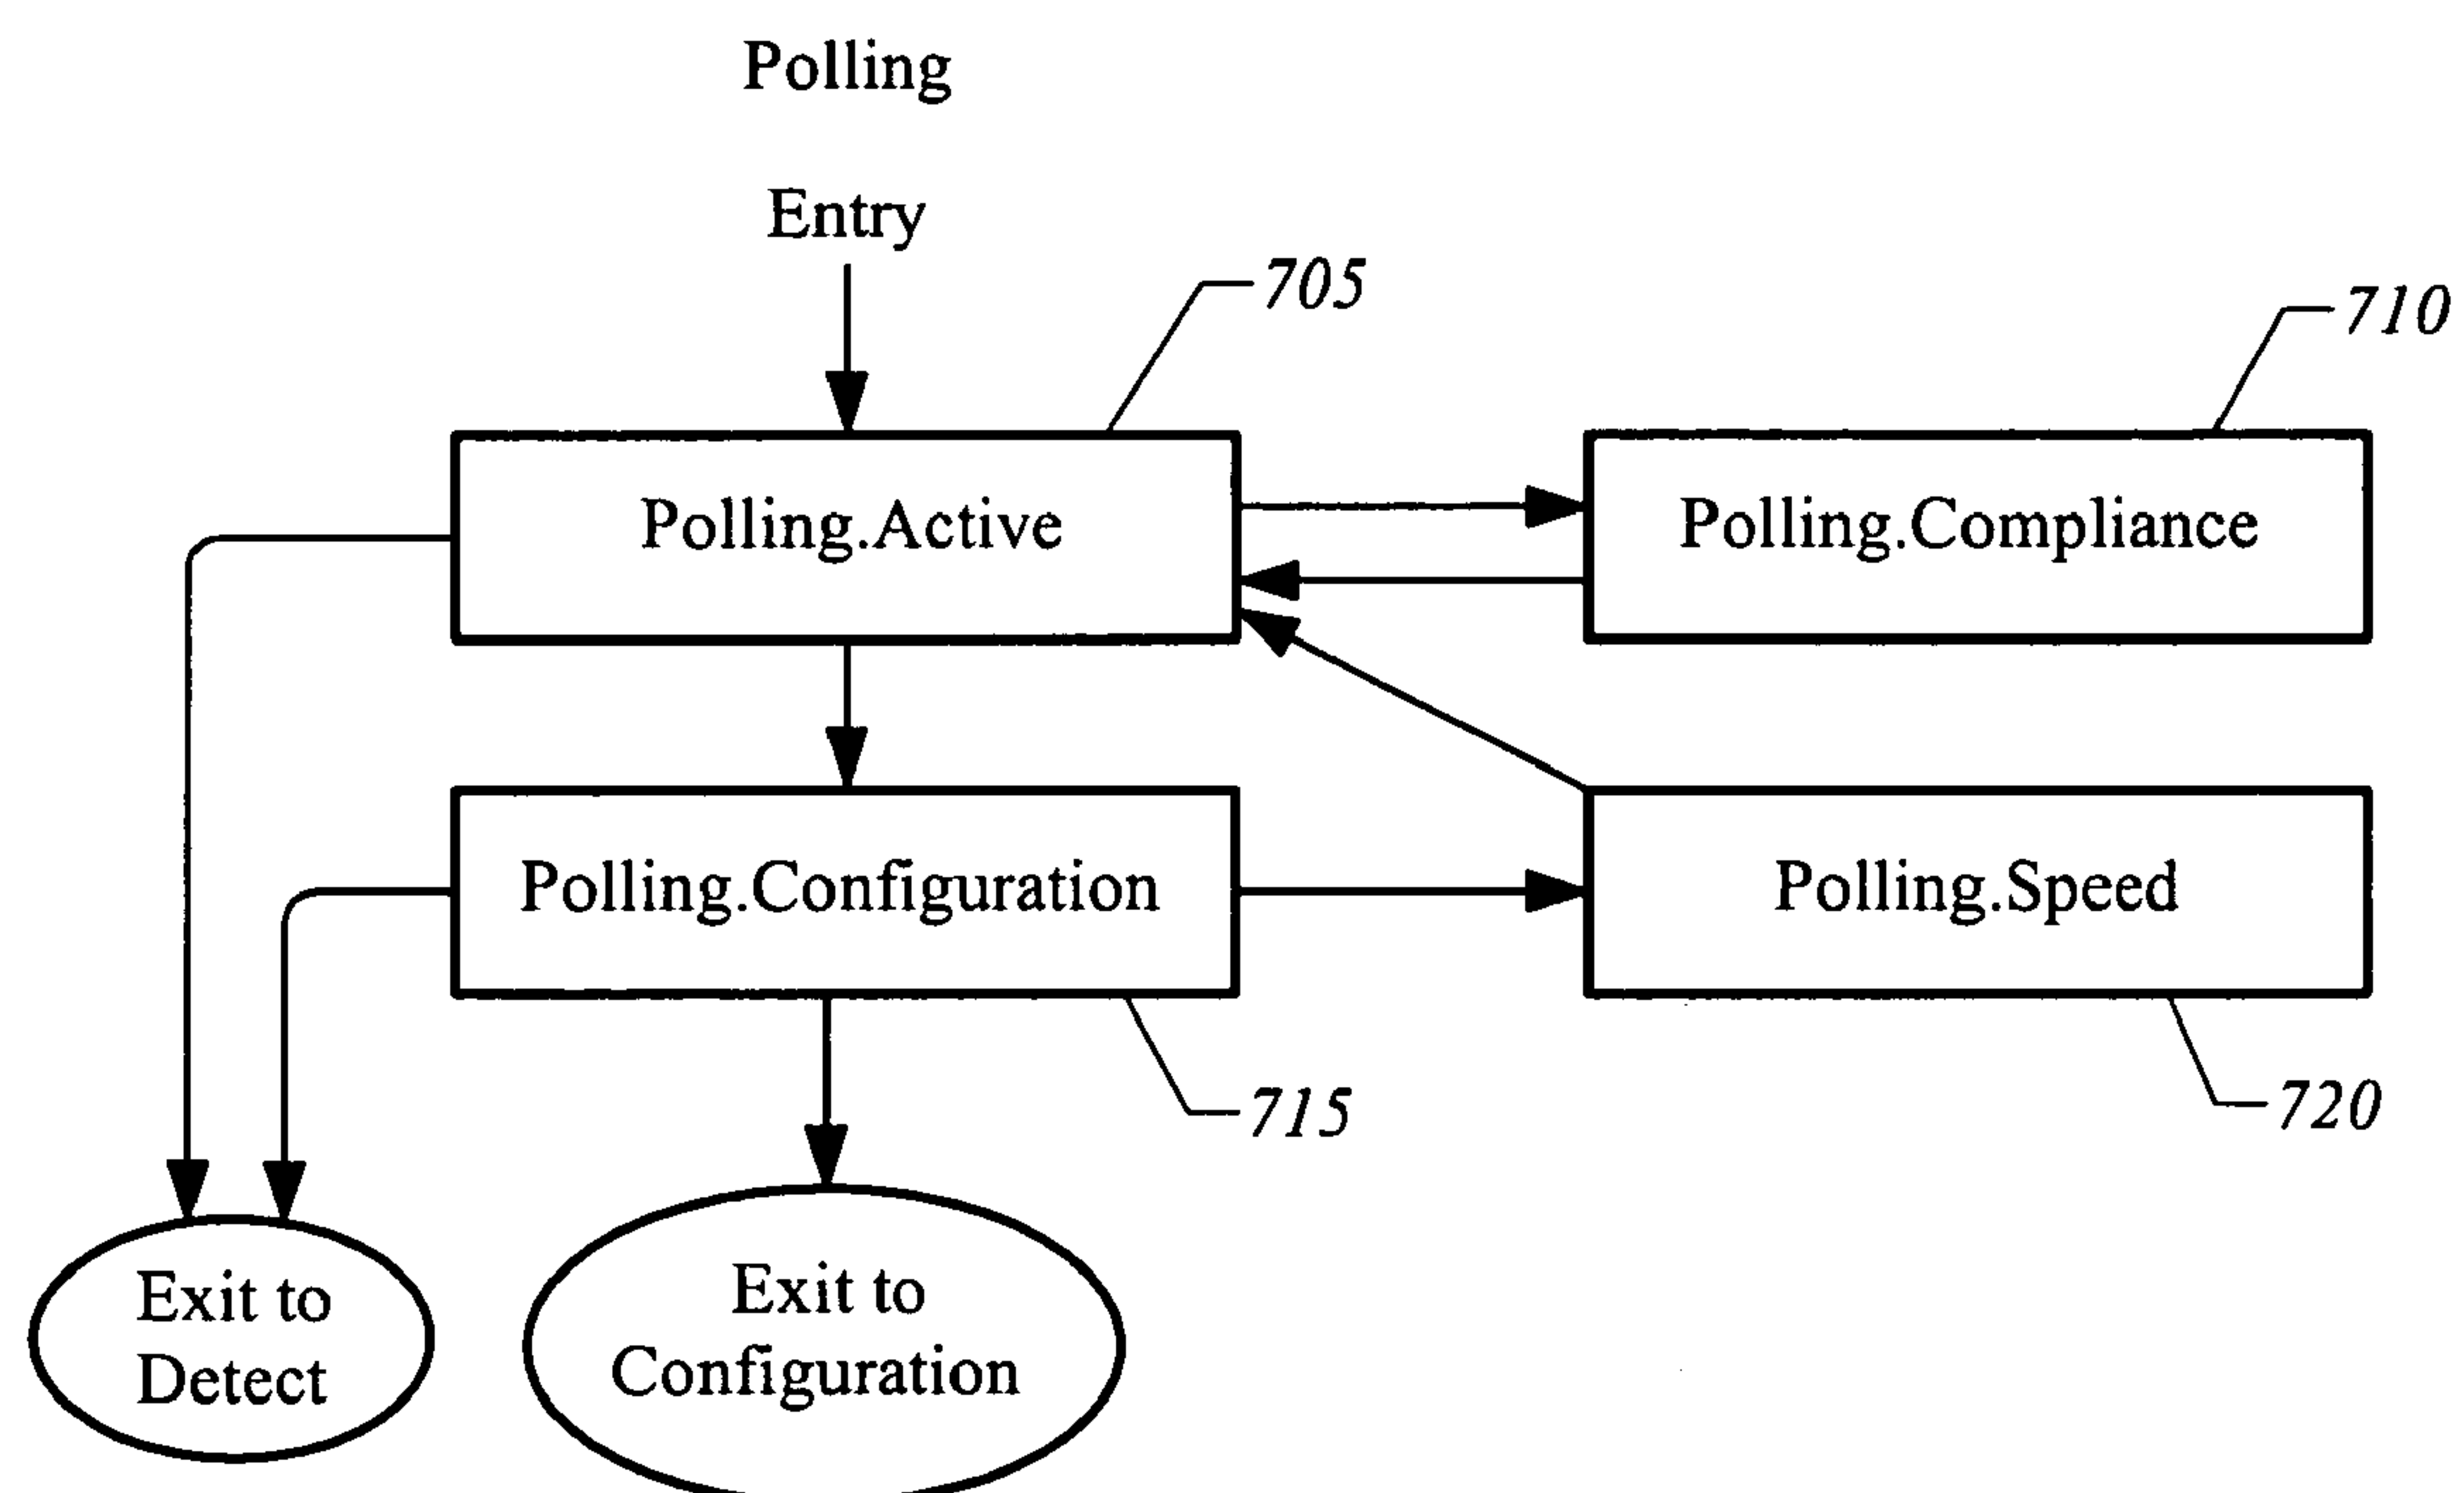 Polling
Entry
705
710
Polling.Active
Polling.Compliance
Polling.Configuration
Polling.Speed
715
720
Exit to
Detect
Exit to
Configuration